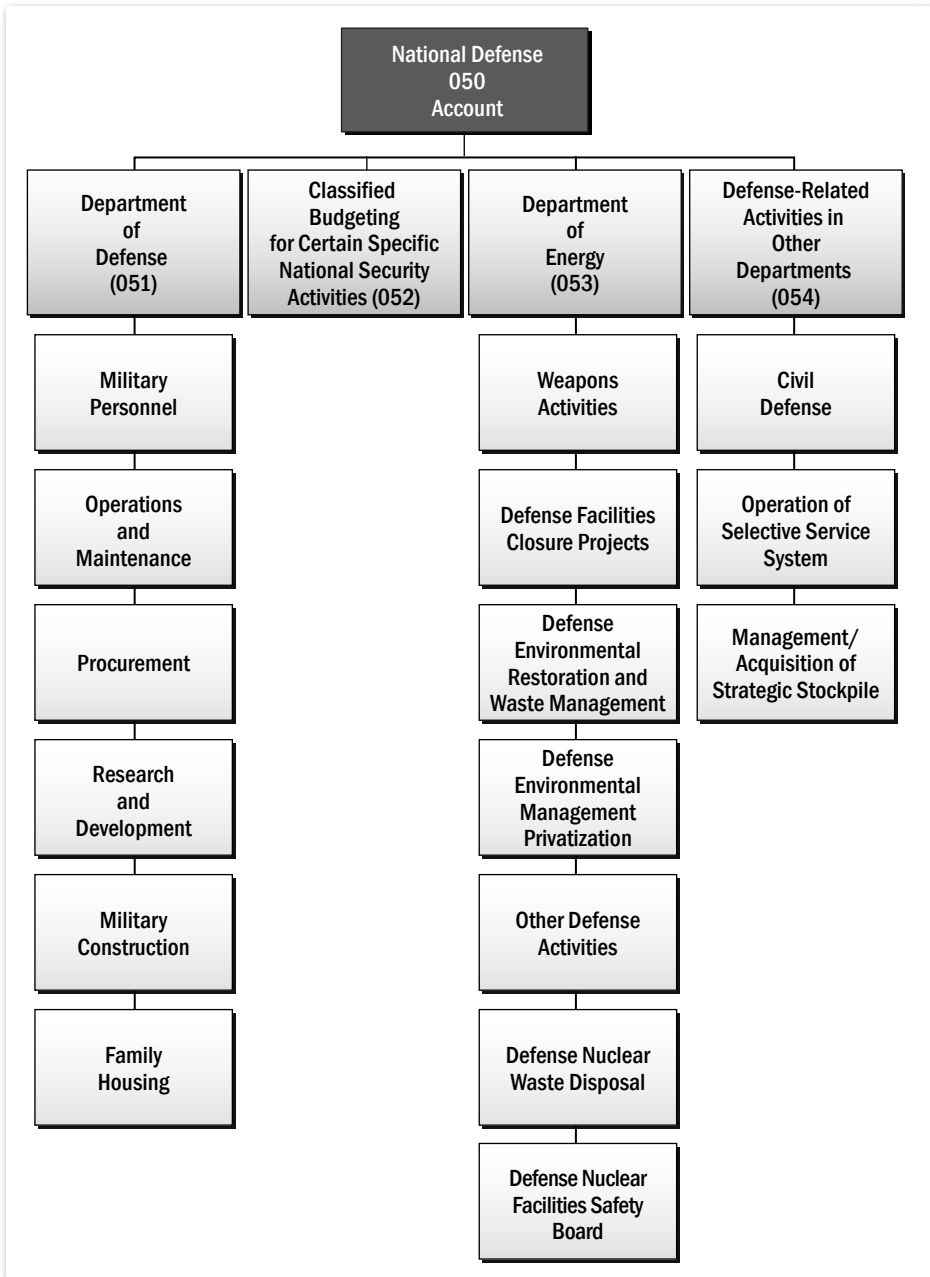 National Defense
050
Account
Department
of
Defense
(051)
Classified
Budgeting
for Certain Specific
National Security
Activities (052)
Department
of
Energy
(053)
Defense-Related
Activities in
Other
Departments
(054)
Military
Personnel
Operations
and
Maintenance
Procurement
Research
and
Development
Military
Construction
Family
Housing
Weapons
Activities
Defense Facilities
Closure Projects
Defense
Environmental
Restoration and
Waste Management
Defense
Environmental
Management
Privatization
Other Defense
Activities
Defense Nuclear
Waste Disposal
Defense Nuclear
Facilities Safety
Board
Civil
Defense
Operation of
Selective Service
System
Management/
Acquisition of
Strategic Stockpile